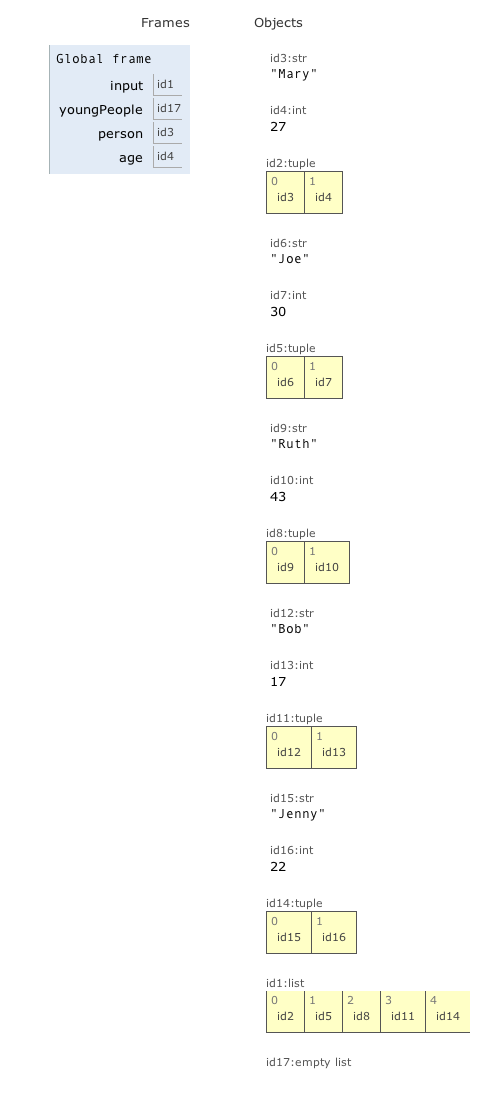 Frames
Objects
Global frame
input id1
youngPeople id17
person id3
age id4
id3:str
"Mary"
id4:int
27
id2:tuple
0 1
id3 id4
id6:str
"Joe"
id7:int
30
id5:tuple
0 1
id6 id7
id9:str
"Ruth"
id10:int
43
id8:tuple
0 1
id9 id10
id12:str
"Bob"
id13:int
17
id11:tuple
0 1
id12 id13
id15:str
"Jenny"
id16:int
22
id14:tuple
0 1
id15 id16
id1:list
0 1 2 3 4
id2 id5 id8 id11 id14
id17:empty list